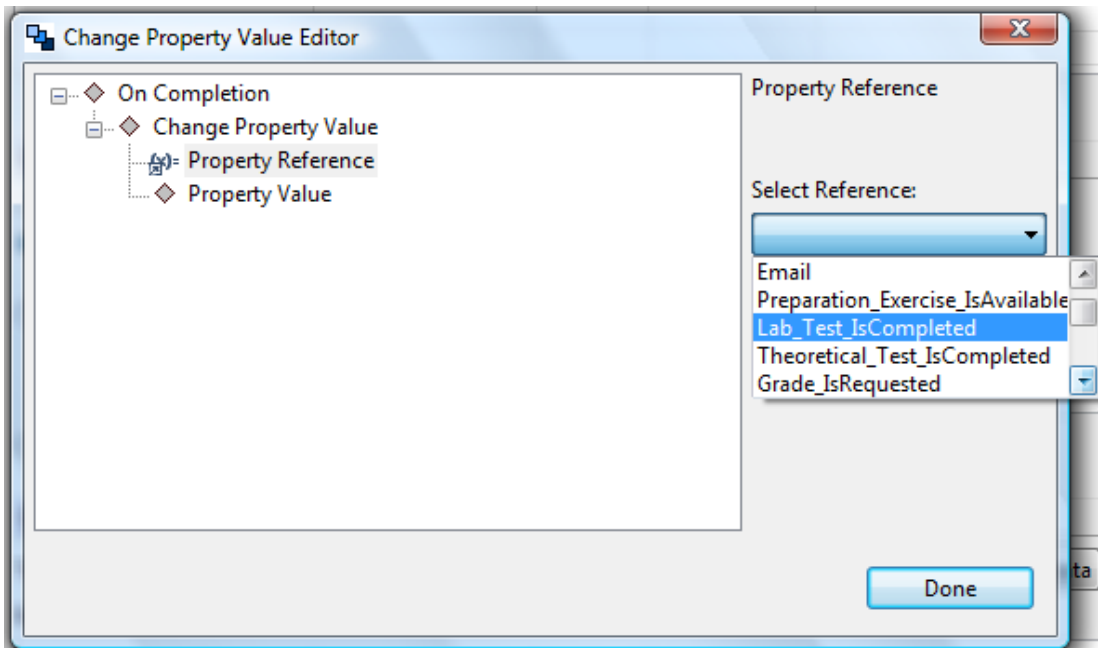 Change Property Value Editor
X
On Completion
Change Property Value
(x)= Property Reference
Property Value
Property Reference
Select Reference:
Email
Preparation_Exercise_IsAvailable
Lab_Test_IsCompleted
Theoretical_Test_IsCompleted
Grade_IsRequested
Done
ta